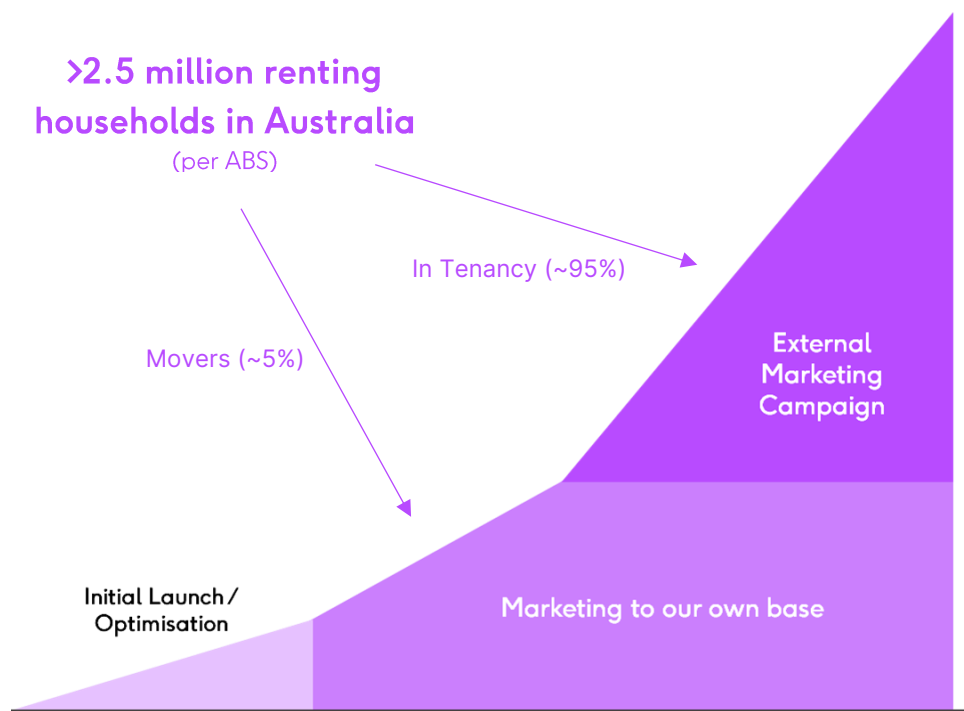 >2.5 million renting
households in Australia
(per ABS)
In Tenancy (~95%)
Movers (~5%)
External
Marketing
Campaign
Initial Launch/
Optimisation
Marketing to our own base